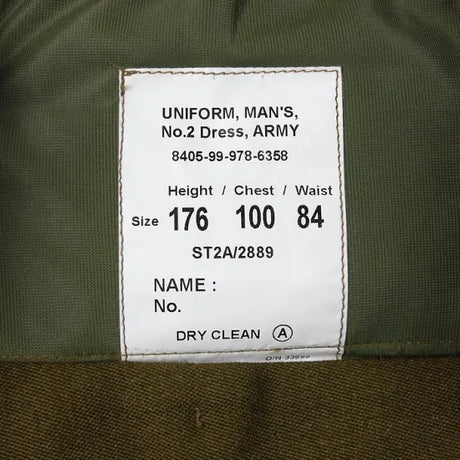 UNIFORM, MAN'S,
No.2 Dress, ARMY
8405-99-978-6358
Height / Chest / Waist
Size 176 100 84
ST2A/2889
NAME :
No.
DRY CLEAN Ⓐ
D/N